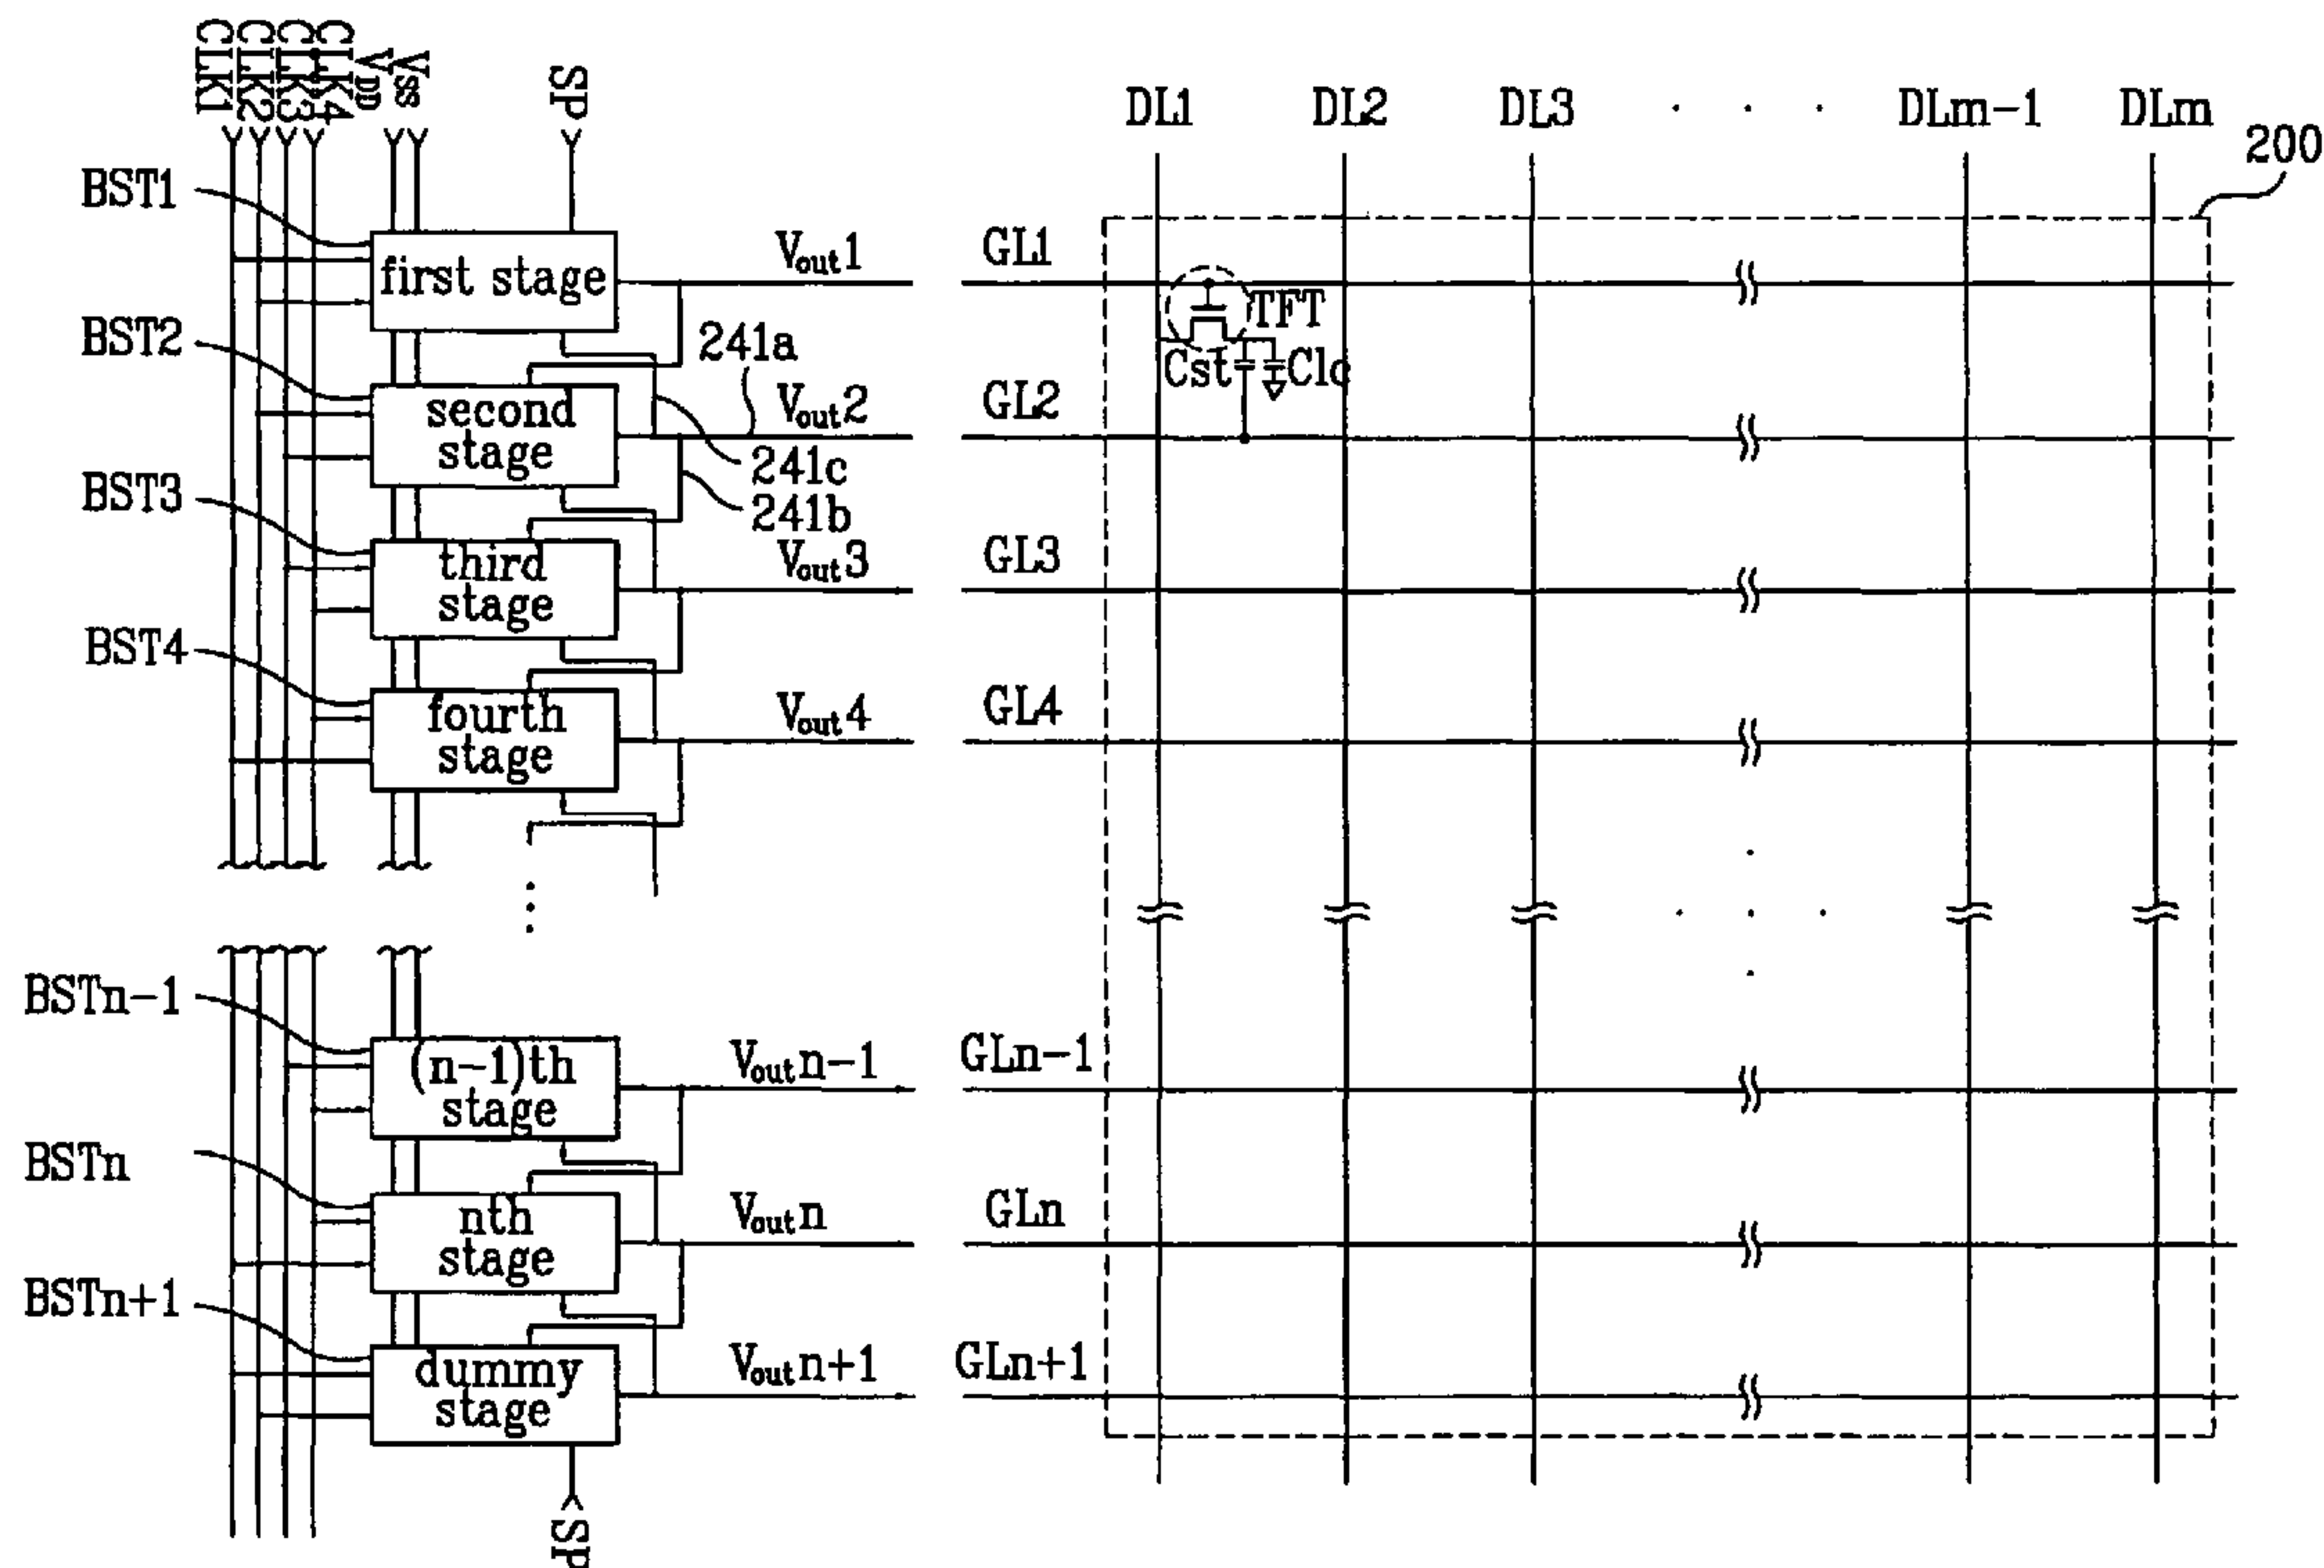 CLK1
CLK2
CLK3
CLK4
VDD
VSS
SP
DL1 DL2 DL3 · · · DLm-1 DLm
200
BST1
first stage
Vout1
GL1
TFT
Cst
Clc
BST2
second
stage
241a
Vout2
GL2
241c
241b
BST3
third
stage
Vout3
GL3
BST4
fourth
stage
Vout4
GL4
BSTn-1
(n-1)th
stage
Voutn-1
GLn-1
BSTn
nth
stage
Voutn
GLn
BSTn+1
dummy
stage
Voutn+1
GLn+1
SP